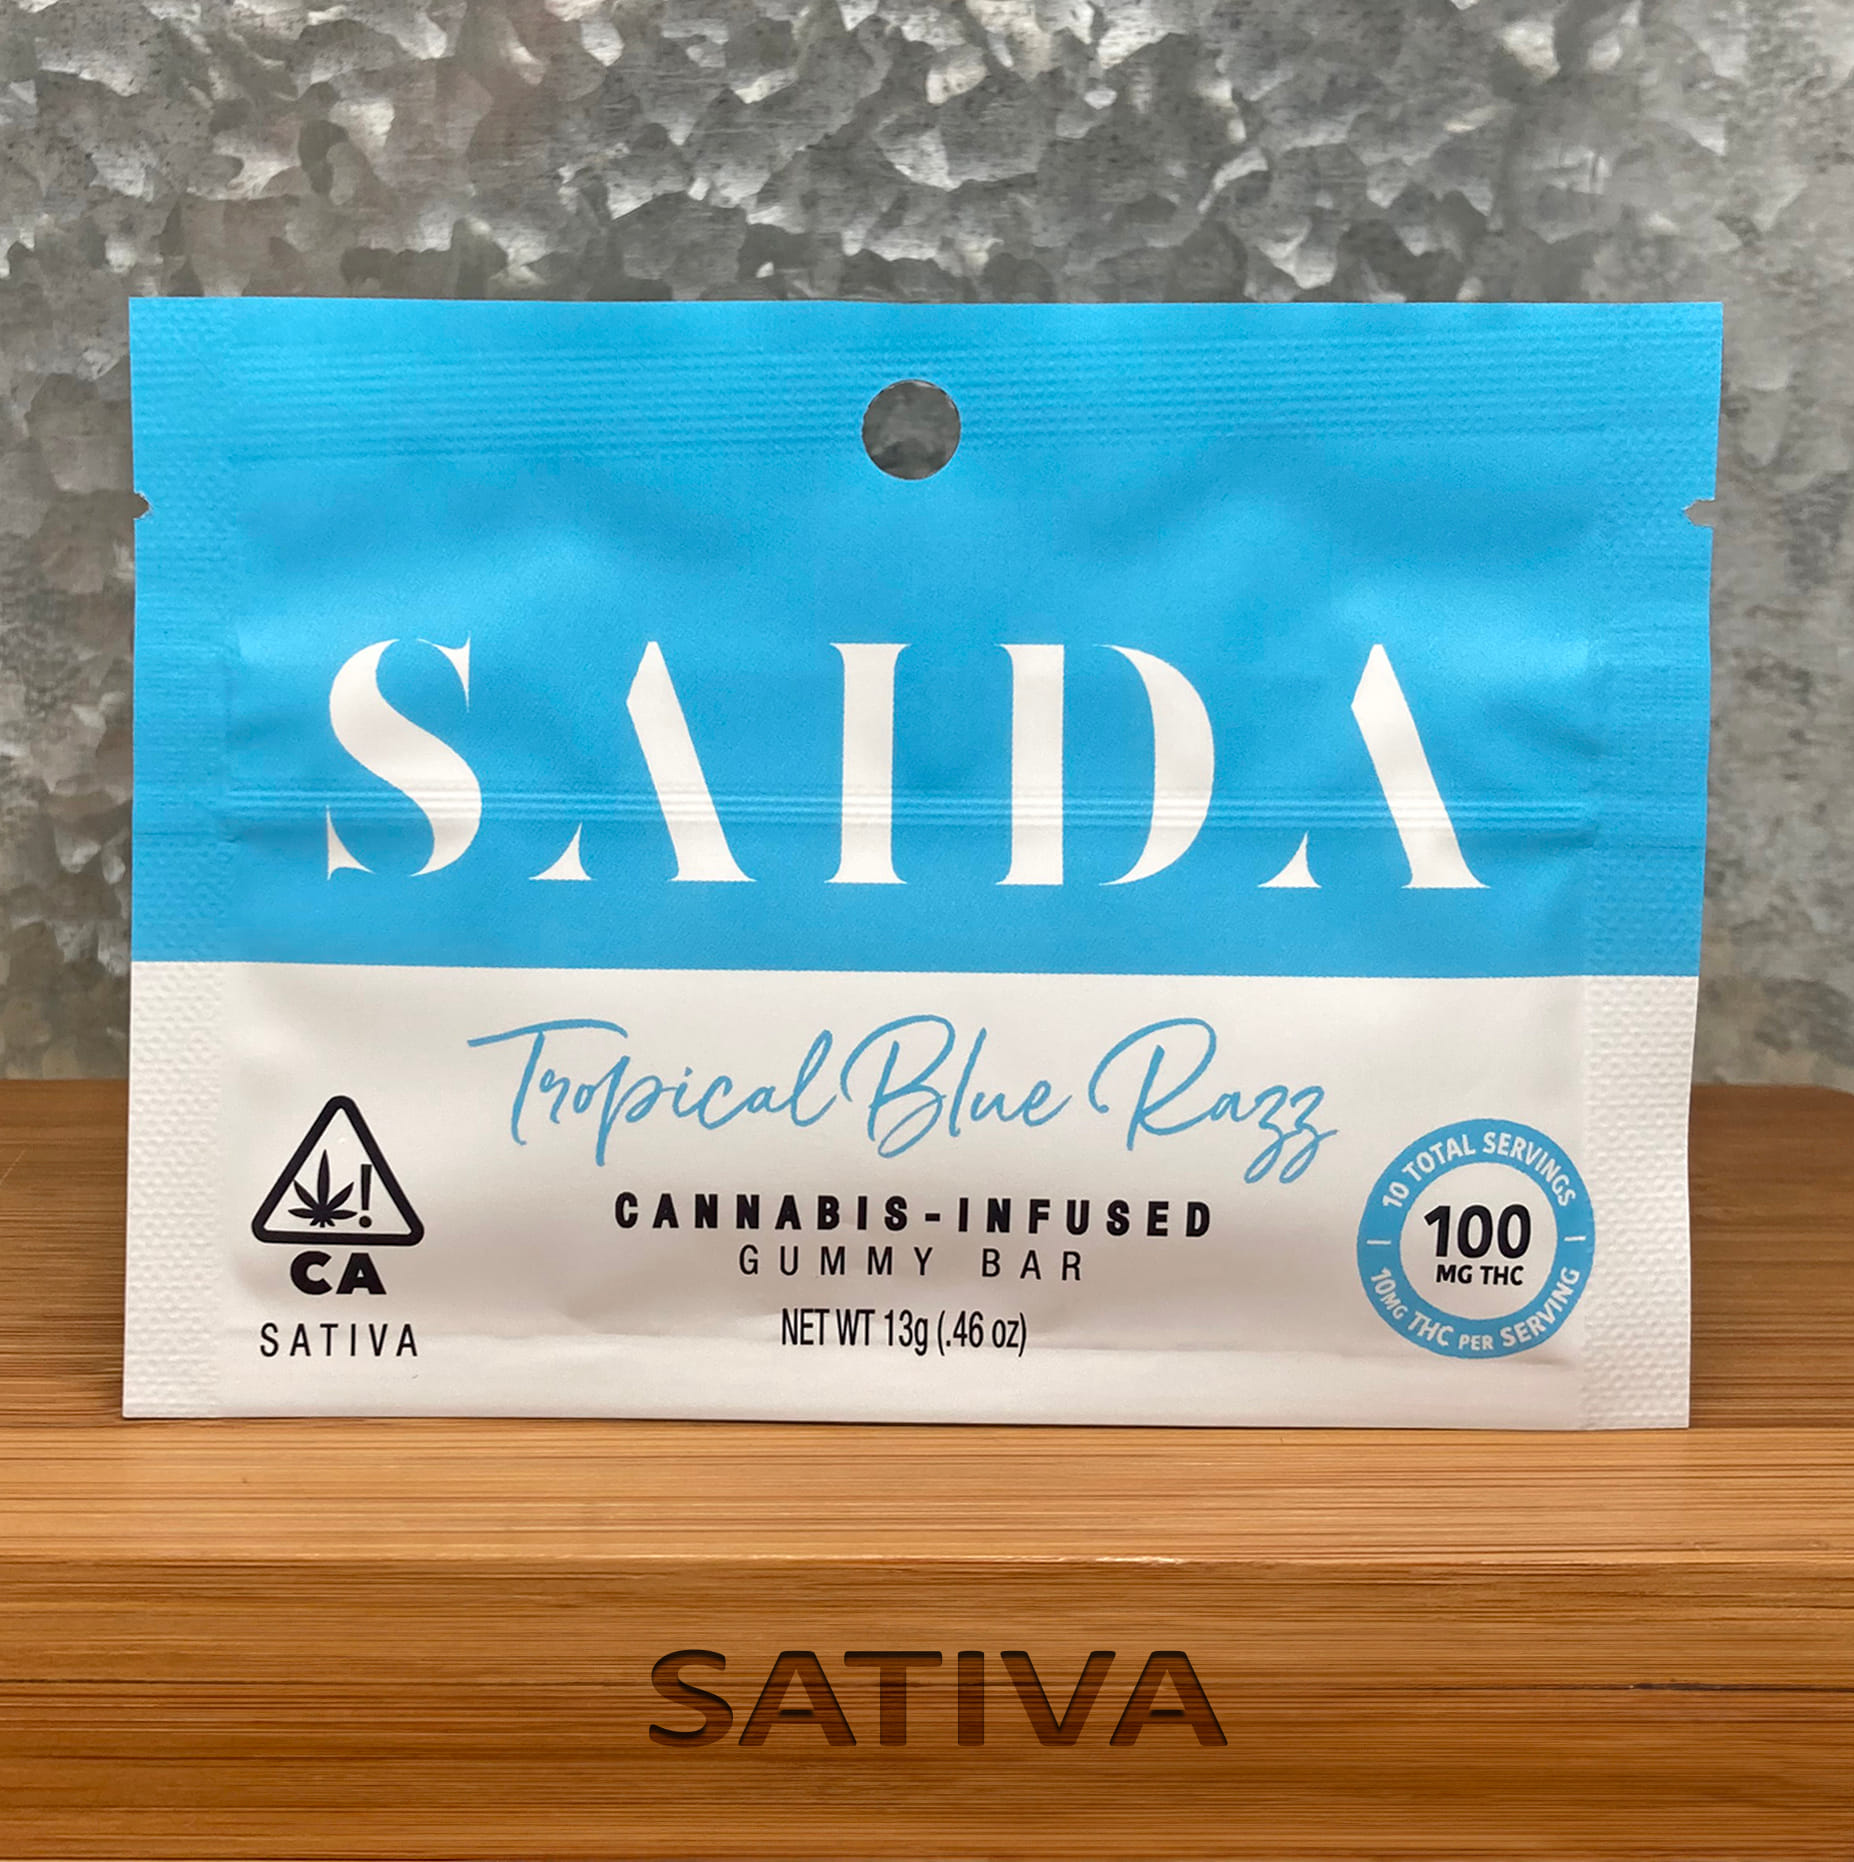 SAIDA
Tropical Blue Razz
CANNABIS-INFUSED
GUMMY BAR
NET WT 13g (.46 oz)
!
CA
SATIVA
10 TOTAL SERVINGS
100
MG THC
10MG THC PER SERVING
SATIVA